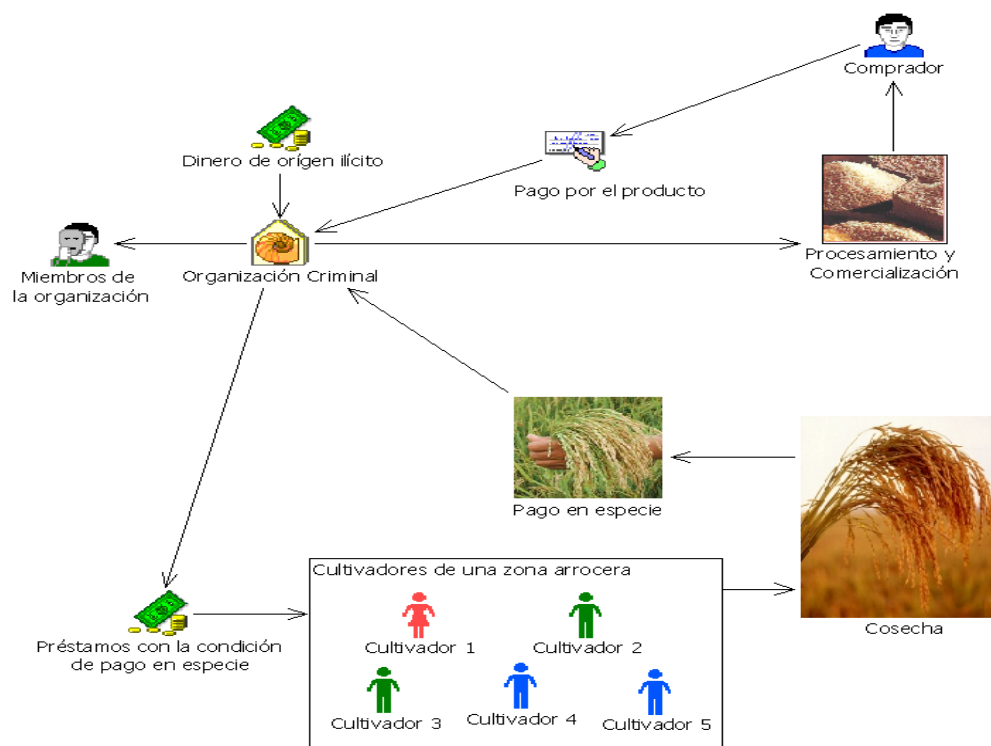 Comprador
Dinero de orígen ilícito
Pago por el producto
Procesamiento y
Comercialización
Miembros de
la organización
Organización Criminal
Pago en especie
Cosecha
Cultivadores de una zona arrocera
Cultivador 1
Cultivador 2
Cultivador 3
Cultivador 4
Cultivador 5
Préstamos con la condición
de pago en especie